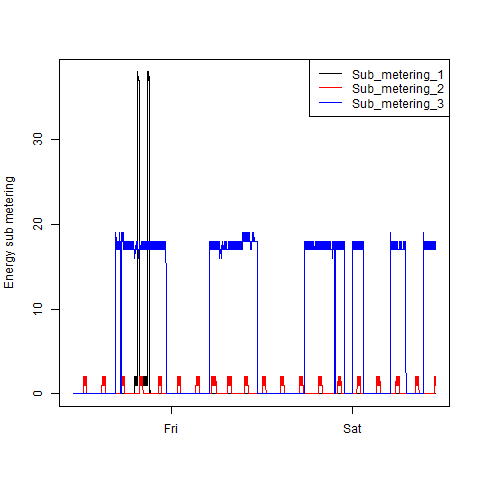 Sub_metering_1
Sub_metering_2
Sub_metering_3
Energy sub metering
30
20
10
0
Fri Sat